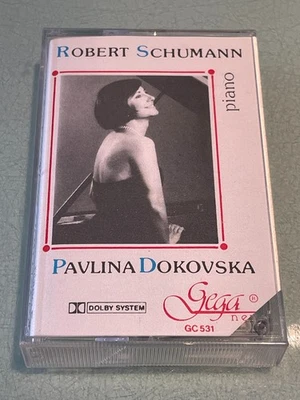 ROBERT SCHUMANN
piano
PAVLINA DOKOVSKA
DOLBY SYSTEM
Gega ®
new
GC 531